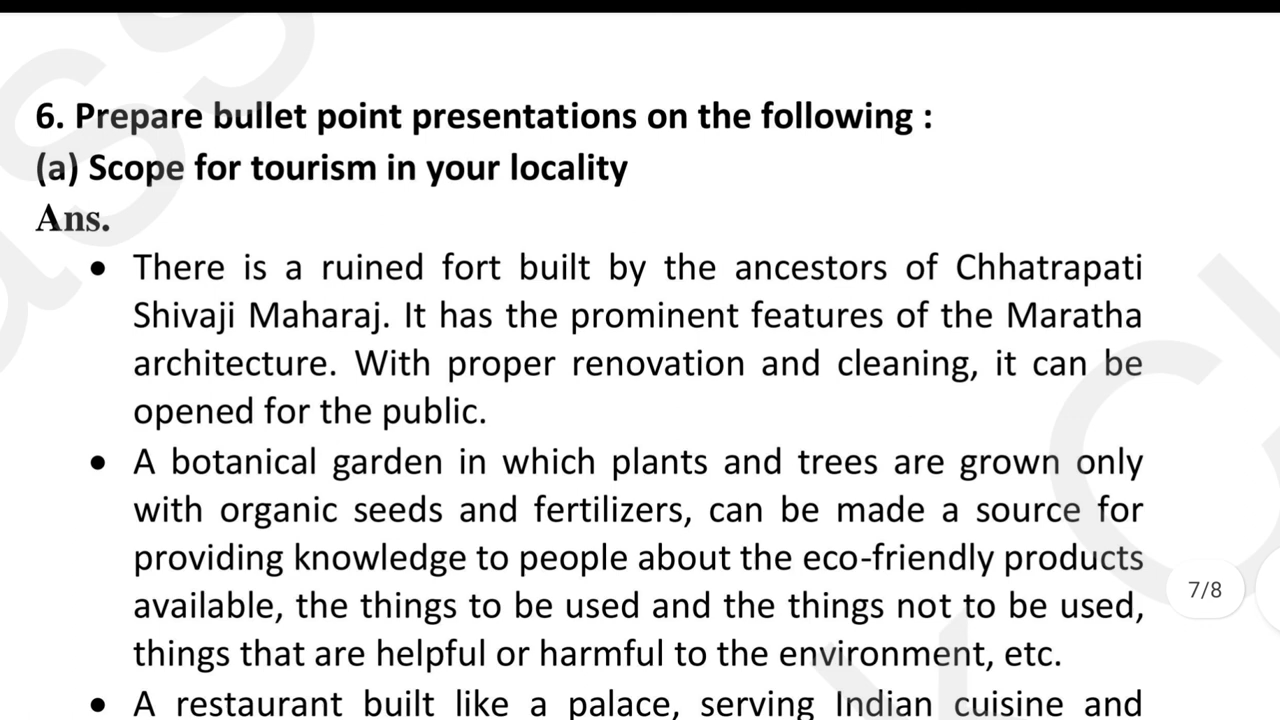 6. Prepare bullet point presentations on the following :
(a) Scope for tourism in your locality
Ans.
• There is a ruined fort built by the ancestors of Chhatrapati
Shivaji Maharaj. It has the prominent features of the Maratha
architecture. With proper renovation and cleaning, it can be
opened for the public.
• A botanical garden in which plants and trees are grown only
with organic seeds and fertilizers, can be made a source for
providing knowledge to people about the eco-friendly products
available, the things to be used and the things not to be used,
things that are helpful or harmful to the environment, etc.
• A restaurant built like a palace, serving Indian cuisine and
7/8